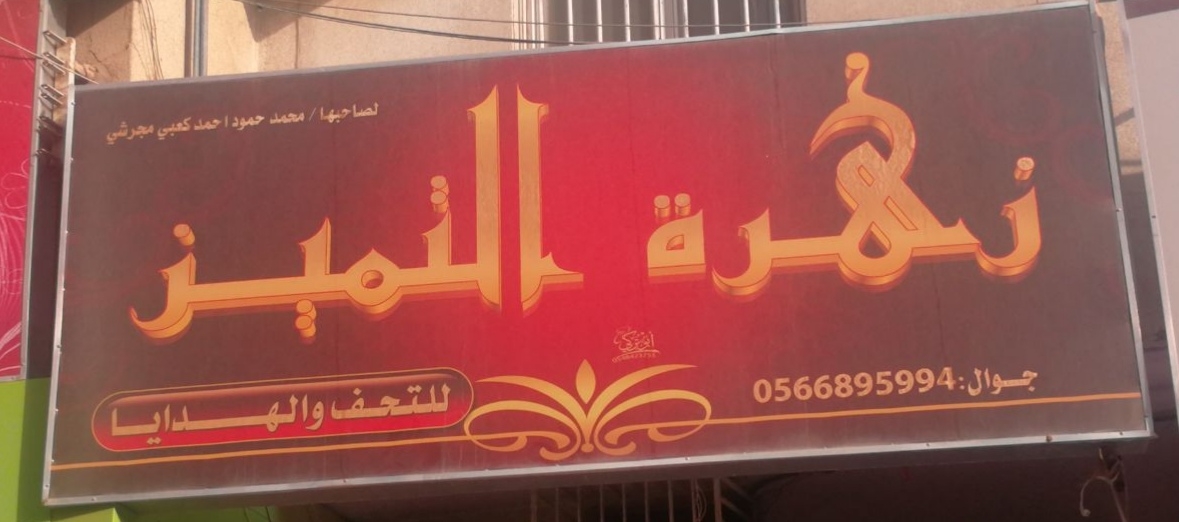 لصاحبها / محمد حمود احمد كعبي مجرشي
زهرة التميز
جوال: 0566895994
للتحف والهدايا